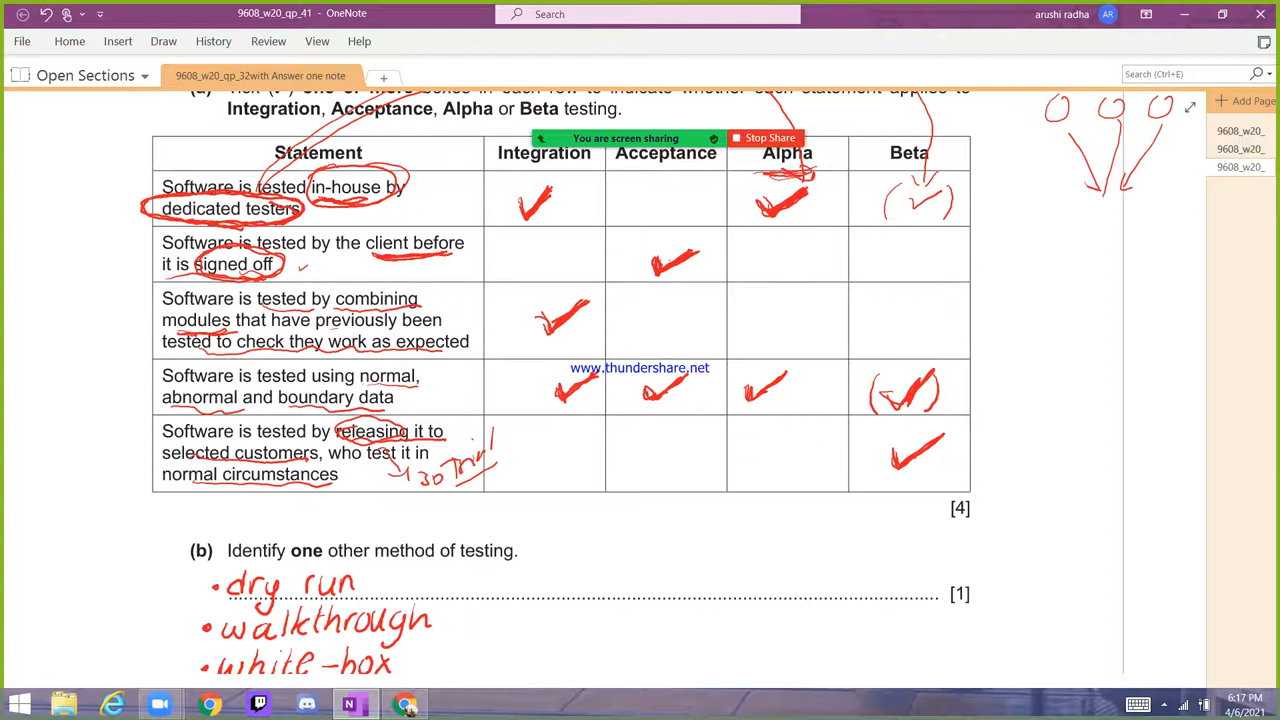 9608_w20_qp_41 - OneNote
Search
arushi radha
AR
File Home Insert Draw History Review View Help
Open Sections
9608_w20_qp_32with Answer one note
+
Search (Ctrl+E)
Add Page
9608_w20_
9608_w20_
9608_w20_
Integration, Acceptance, Alpha or Beta testing.
You are screen sharing
Stop Share
Statement Integration Acceptance Alpha Beta
Software is tested in-house by
dedicated testers
Software is tested by the client before
it is signed off
Software is tested by combining
modules that have previously been
tested to check they work as expected
www.thundershare.net
Software is tested using normal,
abnormal and boundary data
Software is tested by releasing it to
selected customers, who test it in
normal circumstances
30 Trial
[4]
(b) Identify one other method of testing.
• dry run
[1]
• walkthrough
• white-box
6:17 PM
4/6/2021